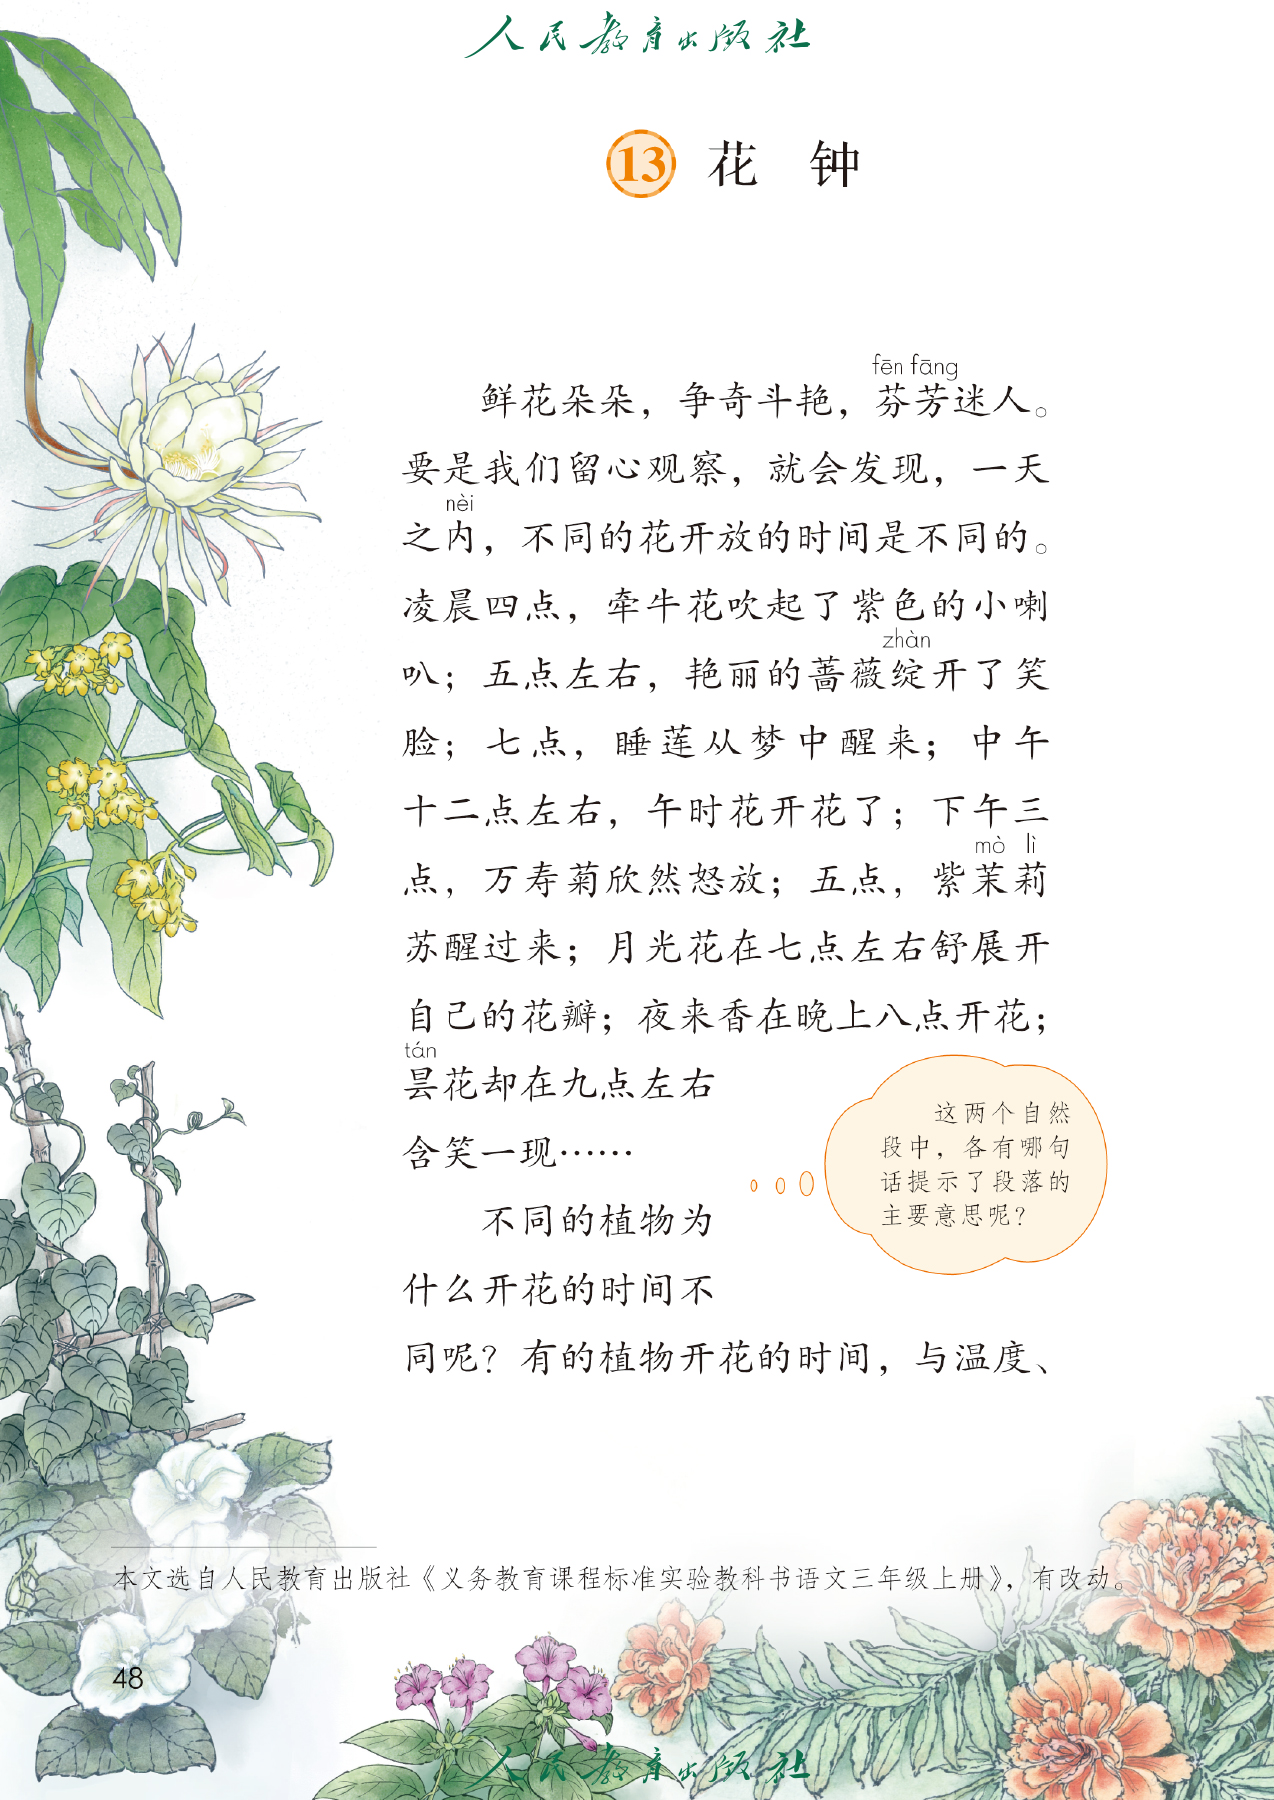 人民教育出版社
13 花 钟
fēn fāng
鲜花朵朵，争奇斗艳，芬芳迷人。
要是我们留心观察，就会发现，一天
nèi
之内，不同的花开放的时间是不同的。
凌晨四点，牵牛花吹起了紫色的小喇
zhàn
叭；五点左右，艳丽的蔷薇绽开了笑
脸；七点，睡莲从梦中醒来；中午
十二点左右，午时花开花了；下午三
mò lì
点，万寿菊欣然怒放；五点，紫茉莉
苏醒过来；月光花在七点左右舒展开
自己的花瓣；夜来香在晚上八点开花；
tán
昙花却在九点左右
含笑一现……
不同的植物为
什么开花的时间不
同呢？有的植物开花的时间，与温度、
这两个自然
段中，各有哪句
话提示了段落的
主要意思呢？
本文选自人民教育出版社《义务教育课程标准实验教科书语文三年级上册》，有改动。
48
人民教育出版社